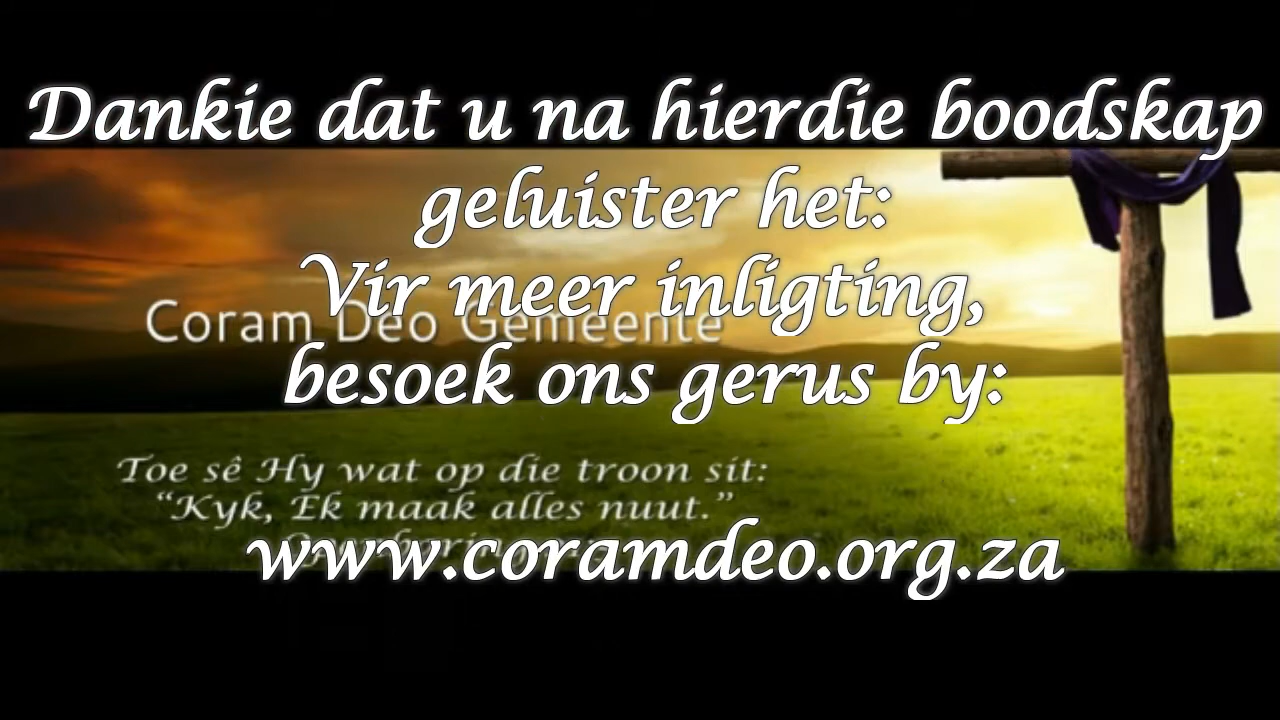 Dankie dat u na hierdie boodskap
geluister het:
Vir meer inligting,
Coram Deo Gemeente
besoek ons gerus by:
Toe sê Hy wat op die troon sit:
“Kyk, Ek maak alles nuut.”
www.coramdeo.org.za